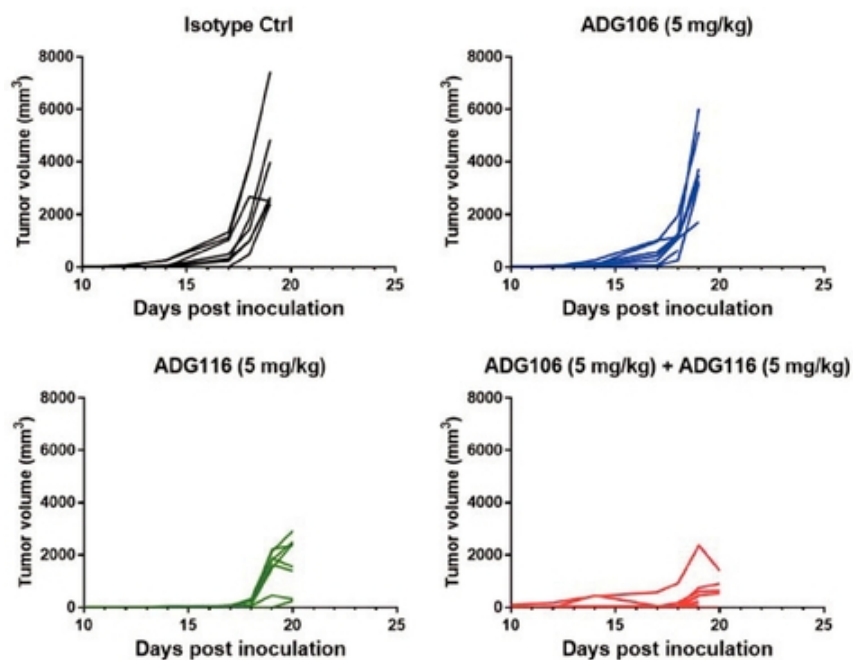 Isotype Ctrl
Tumor volume (mm³)
8000
6000
4000
2000
0
10 15 20 25
Days post inoculation
ADG106 (5 mg/kg)
Tumor volume (mm³)
8000
6000
4000
2000
0
10 15 20 25
Days post inoculation
ADG116 (5 mg/kg)
Tumor volume (mm³)
8000
6000
4000
2000
0
10 15 20 25
Days post inoculation
ADG106 (5 mg/kg) + ADG116 (5 mg/kg)
Tumor volume (mm³)
8000
6000
4000
2000
0
10 15 20 25
Days post inoculation